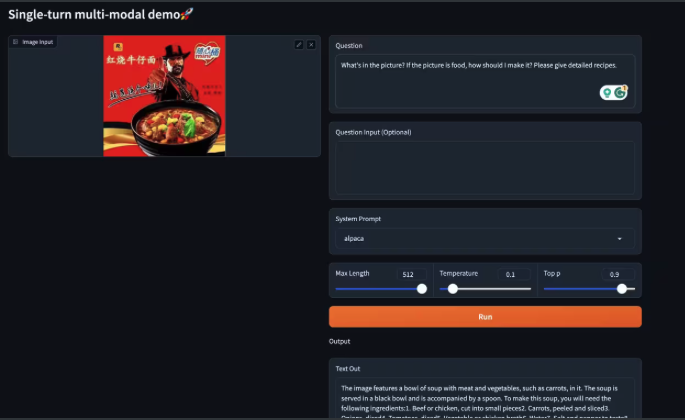 Single-turn multi-modal demo🚀
Image Input
红烧牛仔面
mini
Question
What's in the picture? If the picture is food, how should I make it? Please give detailed recipes.
Question Input (Optional)
System Prompt
alpaca
Max Length
512
Temperature
0.1
Top p
0.9
Run
Output
Text Out
The image features a bowl of soup with meat and vegetables, such as carrots, in it. The soup is
served in a black bowl and is accompanied by a spoon. To make this soup, you will need the
following ingredients:1. Beef or chicken, cut into small pieces2. Carrots, peeled and sliced3.